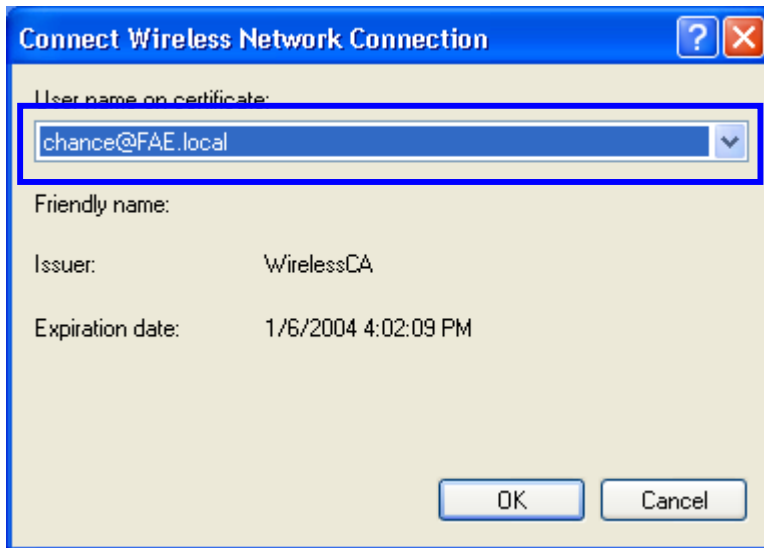 Connect Wireless Network Connection
User name on certificate:
chance@FAE.local
Friendly name:
Issuer: WirelessCA
Expiration date: 1/6/2004 4:02:09 PM
OK Cancel